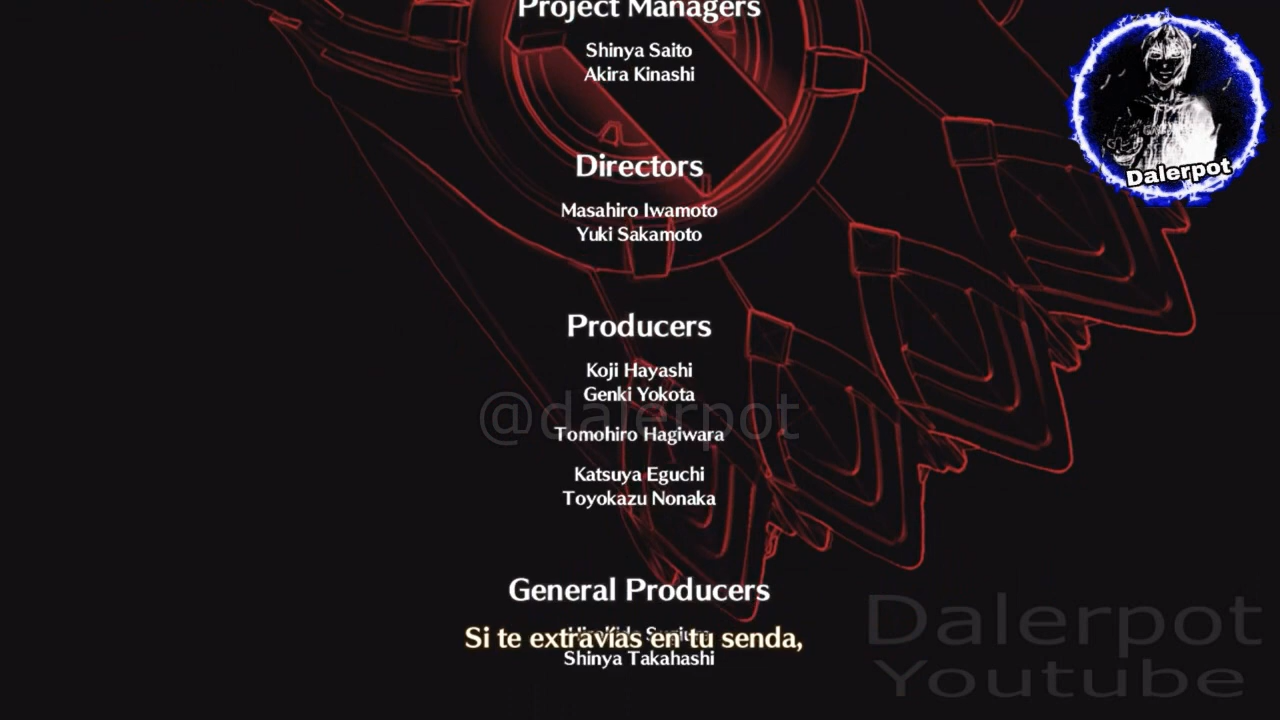 Project Managers
Shinya Saito
Akira Kinashi
Directors
Masahiro Iwamoto
Yuki Sakamoto
Producers
Koji Hayashi
Genki Yokota
@dalerpot
Tomohiro Hagiwara
Katsuya Eguchi
Toyokazu Nonaka
General Producers
Si te extravías en tu senda,
Shinya Takahashi
Dalerpot
Dalerpot
Youtube